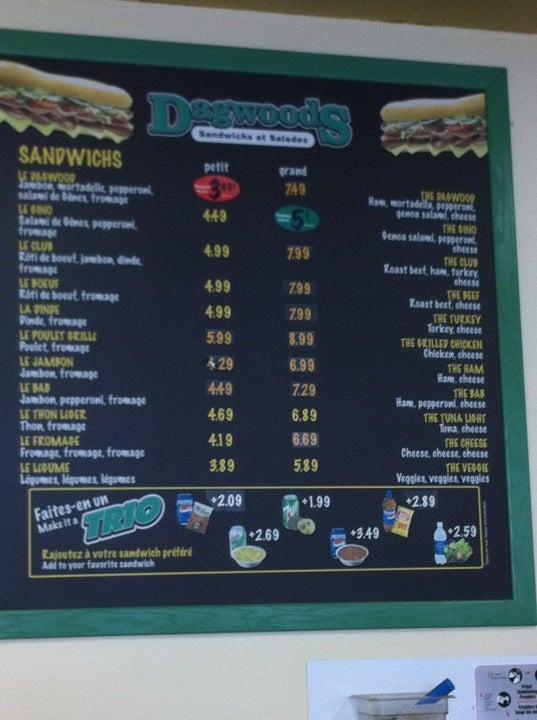 DagwoodS
Sandwichs et Salades
SANDWICHS
petit grand
LE DAGWOOD 7.49 THE DAGWOOD
Jambon, mortadelle, pepperoni, Ham, mortadella, pepperoni,
salami de Gênes, fromage genoa salami, cheese
LE GINO 4.49 THE GINO
Salami de Gênes, pepperoni, Genoa salami, pepperoni,
fromage cheese
LE CLUB 4.99 7.99 THE CLUB
Rôti de boeuf, jambon, dinde, Roast beef, ham, turkey,
fromage cheese
LE BOEUF 4.99 7.99 THE BEEF
Rôti de boeuf, fromage Roast beef, cheese
LA DINDE 4.99 7.99 THE TURKEY
Dinde, fromage Turkey, cheese
LE POULET GRILLE 5.99 8.99 THE GRILLED CHICKEN
Poulet, fromage Chicken, cheese
LE JAMBON 4.29 6.99 THE HAM
Jambon, fromage Ham, cheese
LE BAB 4.49 7.29 THE BAB
Jambon, pepperoni, fromage Ham, pepperoni, cheese
LE THON LÉGER 4.69 6.89 THE TUNA LIGHT
Thon, fromage Tuna, cheese
LE FROMAGE 4.19 6.69 THE CHEESE
Fromage, fromage, fromage Cheese, cheese, cheese
LE LÉGUME 3.89 5.89 THE VEGGIE
Légumes, légumes, légumes Veggies, veggies, veggies
Faites-en un
Make it a TRIO
+2.09 +1.99 +2.89
+2.69 +3.49 +2.59
Rajoutez à votre sandwich préféré
Add to your favorite sandwich